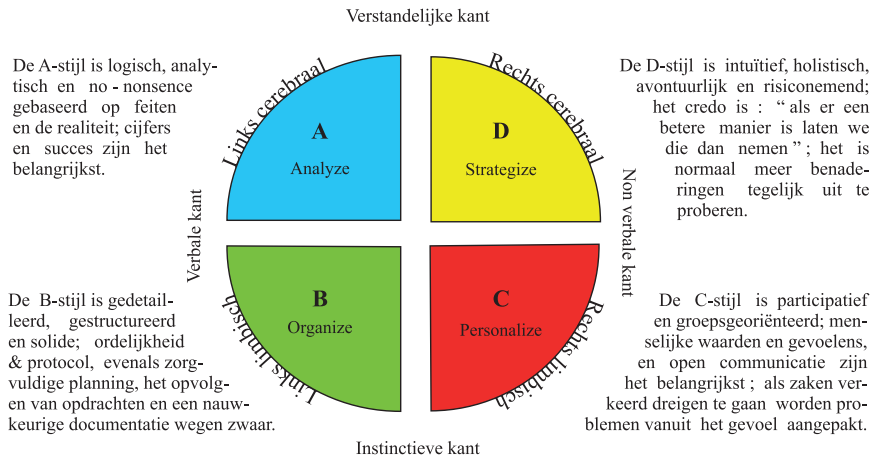 Verstandelijke kant
De A-stijl is logisch, analy-
tisch en no - nonsence
gebaseerd op feiten
en de realiteit; cijfers
en succes zijn het
belangrijkst.
Links cerebraal
A
Analyze
Rechts cerebraal
D
Strategize
De D-stijl is intuïtief, holistisch,
avontuurlijk en risiconemend;
het credo is : “ als er een
betere manier is laten we
die dan nemen ” ; het is
normaal meer benade-
ringen tegelijk uit te
proberen.
Verbale kant
Non verbale kant
De B-stijl is gedetail-
leerd, gestructureerd
en solide; ordelijkheid
& protocol, evenals zorg-
vuldige planning, het opvolg-
en van opdrachten en een nauw-
keurige documentatie wegen zwaar.
B
Organize
Links limbisch
C
Personalize
Rechts limbisch
De C-stijl is participatief
en groepsgeoriënteerd; men-
selijke waarden en gevoelens,
en open communicatie zijn
het belangrijkst ; als zaken ver-
keerd dreigen te gaan worden pro-
blemen vanuit het gevoel aangepakt.
Instinctieve kant